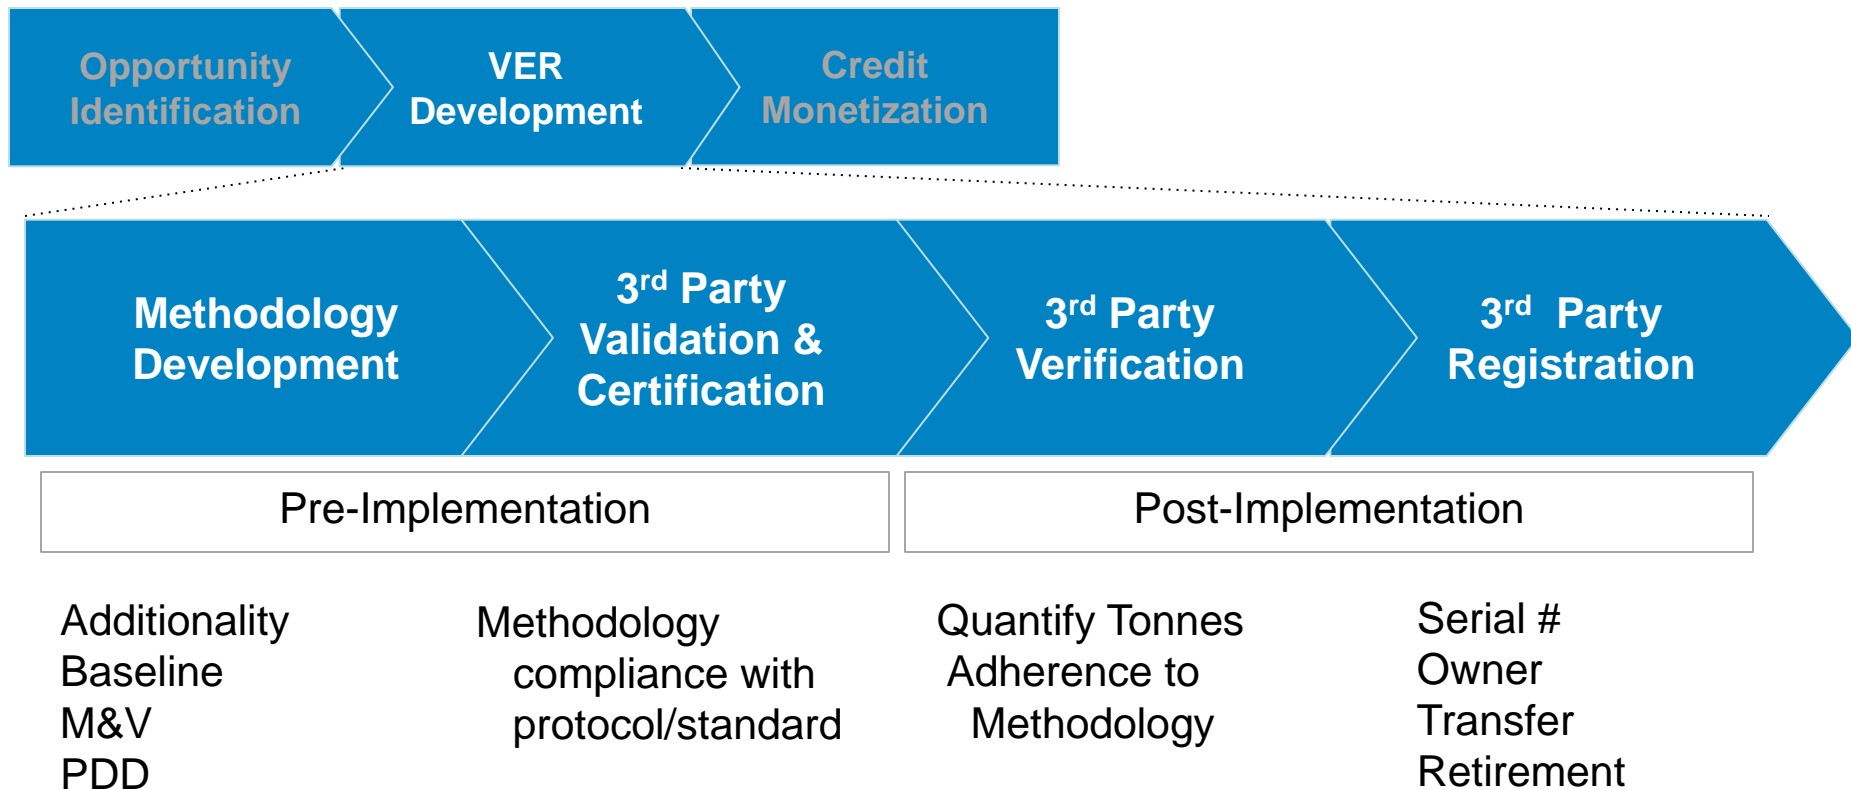 Opportunity
Identification
VER
Development
Credit
Monetization
Methodology
Development
3rd Party
Validation &
Certification
3rd Party
Verification
3rd Party
Registration
Pre-Implementation
Post-Implementation
Additionality
Baseline
M&V
PDD
Methodology
compliance with
protocol/standard
Quantify Tonnes
Adherence to
Methodology
Serial #
Owner
Transfer
Retirement